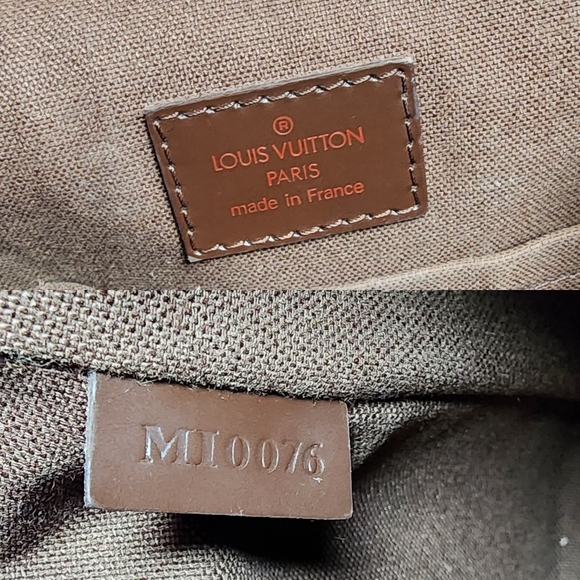 ®
LOUIS VUITTON
PARIS
made in France
MI0076